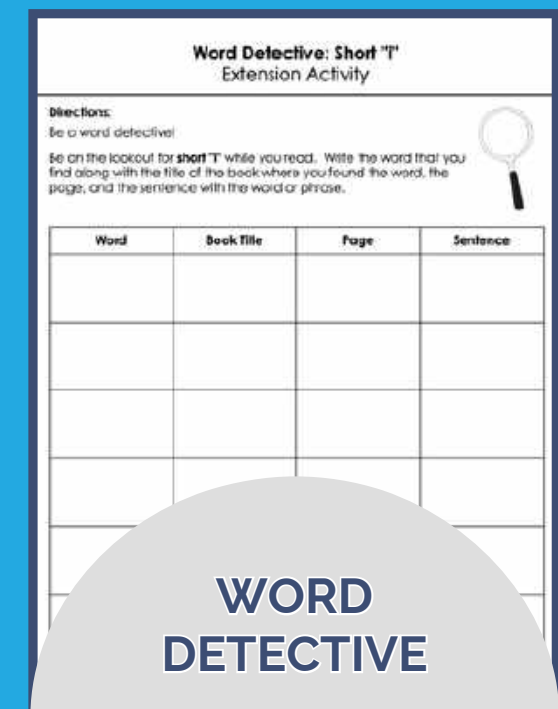 Word Detective: Short "i"
Extension Activity
Directions:
Be a word detective!
Be on the lookout for short "i" while you read. Write the word that you
find along with the title of the book where you found the word, the
page, and the sentence with the word or phrase.
Word Book Title Page Sentence
WORD
DETECTIVE